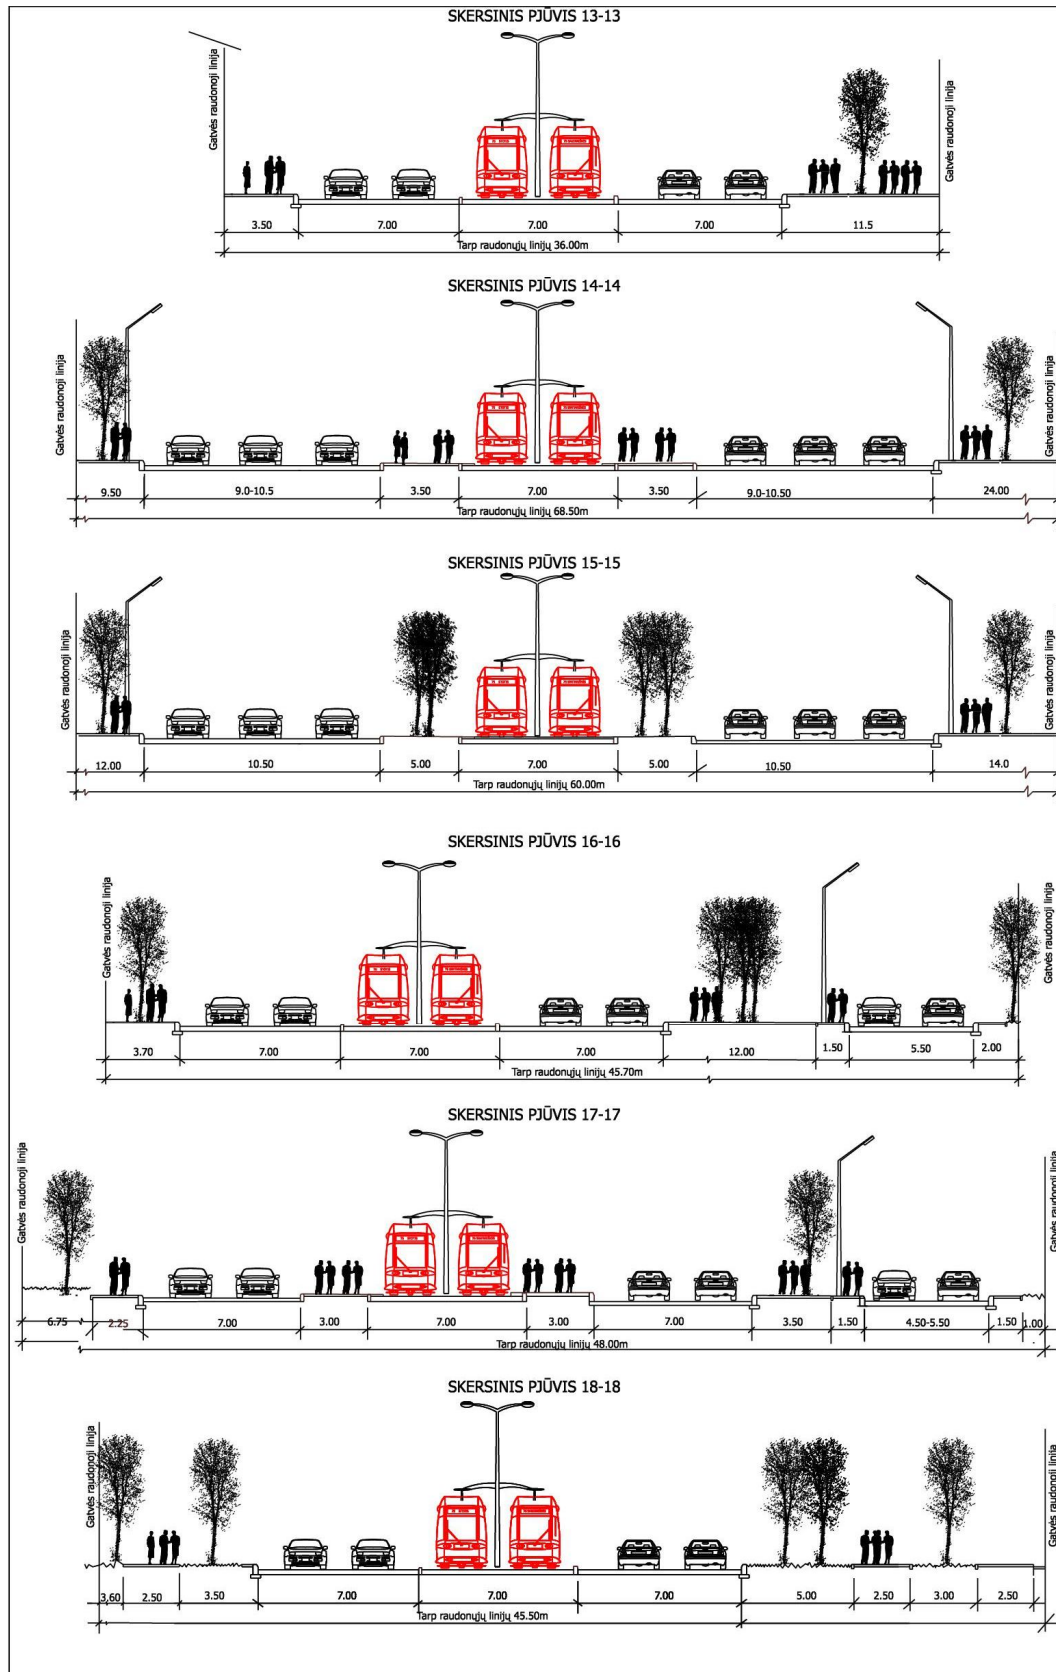 SKERSINIS PJŪVIS 13-13
Gatvės raudonoji linija
Gatvės raudonoji linija
3.50 7.00 7.00 7.00 11.5
Tarp raudonųjų linijų 36.00m
SKERSINIS PJŪVIS 14-14
Gatvės raudonoji linija
Gatvės raudonoji linija
9.50 9.0-10.5 3.50 7.00 3.50 9.0-10.50 24.00
Tarp raudonųjų linijų 68.50m
SKERSINIS PJŪVIS 15-15
Gatvės raudonoji linija
Gatvės raudonoji linija
12.00 10.50 5.00 7.00 5.00 10.50 14.0
Tarp raudonųjų linijų 60.00m
SKERSINIS PJŪVIS 16-16
Gatvės raudonoji linija
Gatvės raudonoji linija
3.70 7.00 7.00 7.00 12.00 1.50 5.50 2.00
Tarp raudonųjų linijų 45.70m
SKERSINIS PJŪVIS 17-17
Gatvės raudonoji linija
Gatvės raudonoji linija
6.75 2.25 7.00 3.00 7.00 3.00 7.00 3.50 1.50 4.50-5.50 1.50 1.00
Tarp raudonųjų linijų 48.00m
SKERSINIS PJŪVIS 18-18
Gatvės raudonoji linija
Gatvės raudonoji linija
3,60 2.50 3.50 7.00 7.00 7.00 5.00 2.50 3.00 2.50
Tarp raudonųjų linijų 45.50m